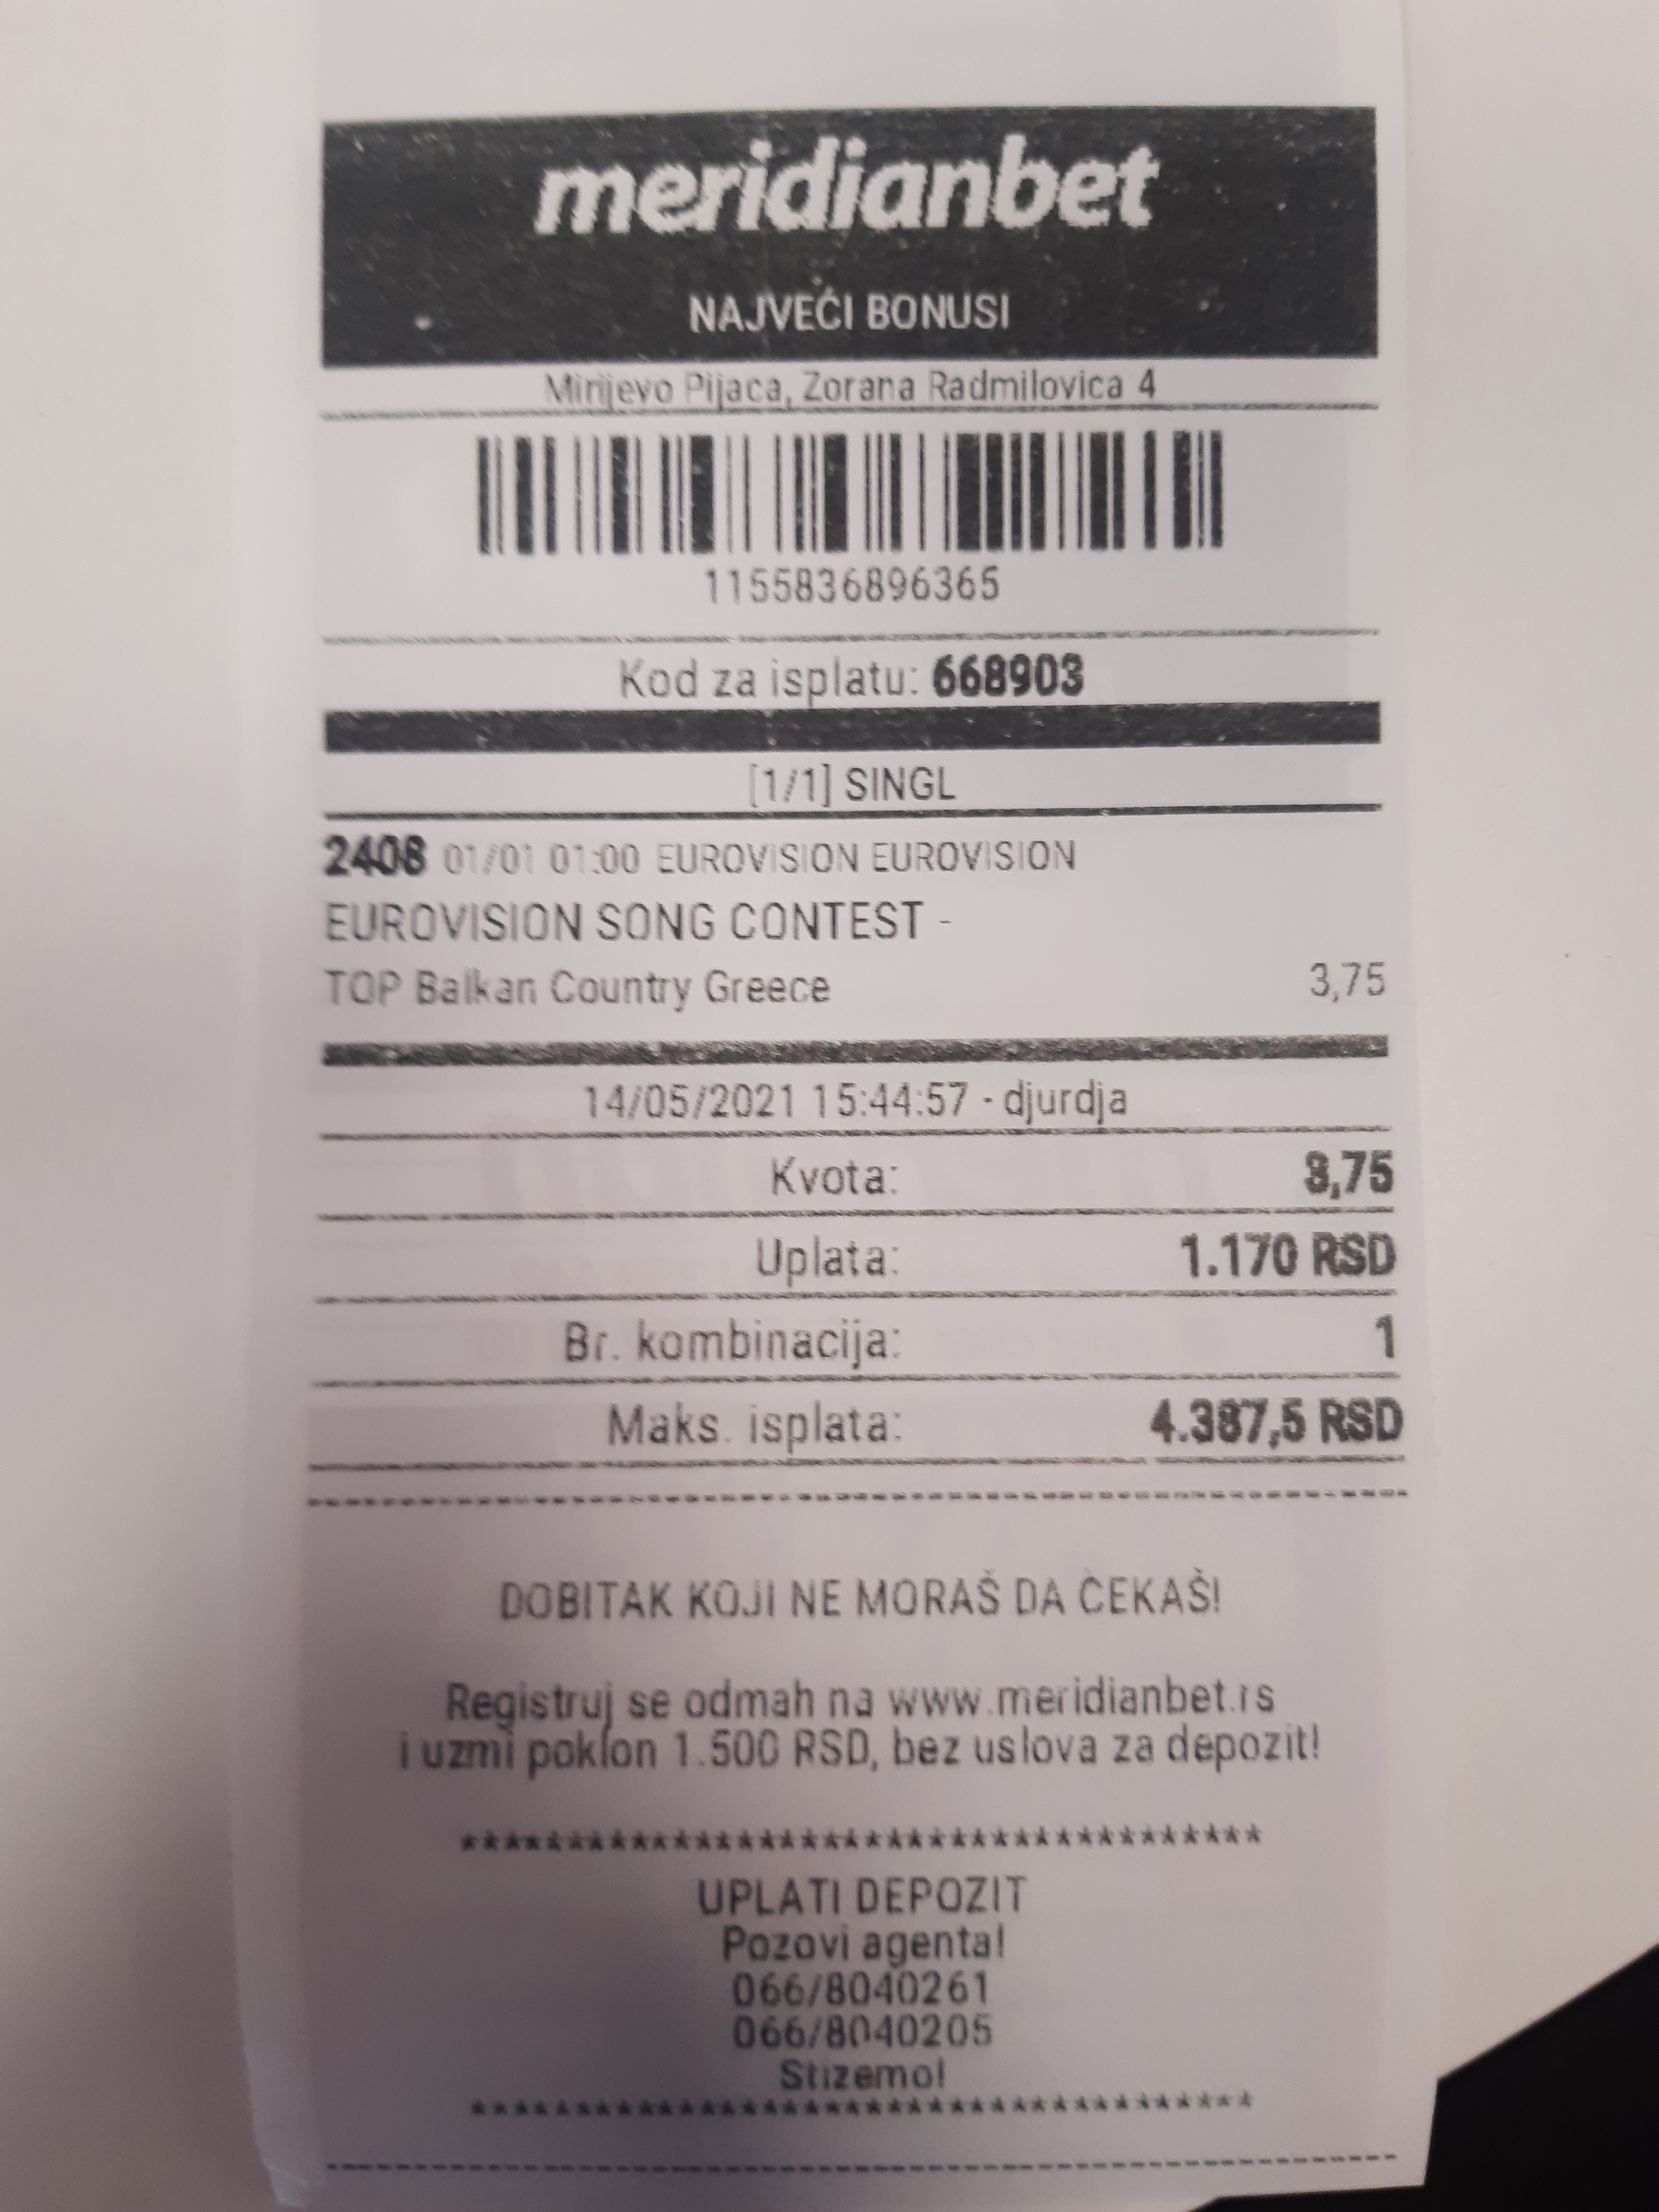 meridianbet
NAJVEĆI BONUSI
Mirijevo Pijaca, Zorana Radmilovica 4
1155836896365
Kod za isplatu: 668903
[1/1] SINGL
2408 01/01 01:00 EUROVISION EUROVISION
EUROVISION SONG CONTEST -
TOP Balkan Country Greece 3,75
14/05/2021 15:44:57 - djurdja
Kvota: 3,75
Uplata: 1.170 RSD
Br. kombinacija: 1
Maks. isplata: 4.387,5 RSD
DOBITAK KOJI NE MORAŠ DA ČEKAŠ!
Registruj se odmah na www.meridianbet.rs
i uzmi poklon 1.500 RSD, bez uslova za depozit!
**************************************
UPLATI DEPOZIT
Pozovi agenta!
066/8040261
066/8040205
Stizemo!
**************************************